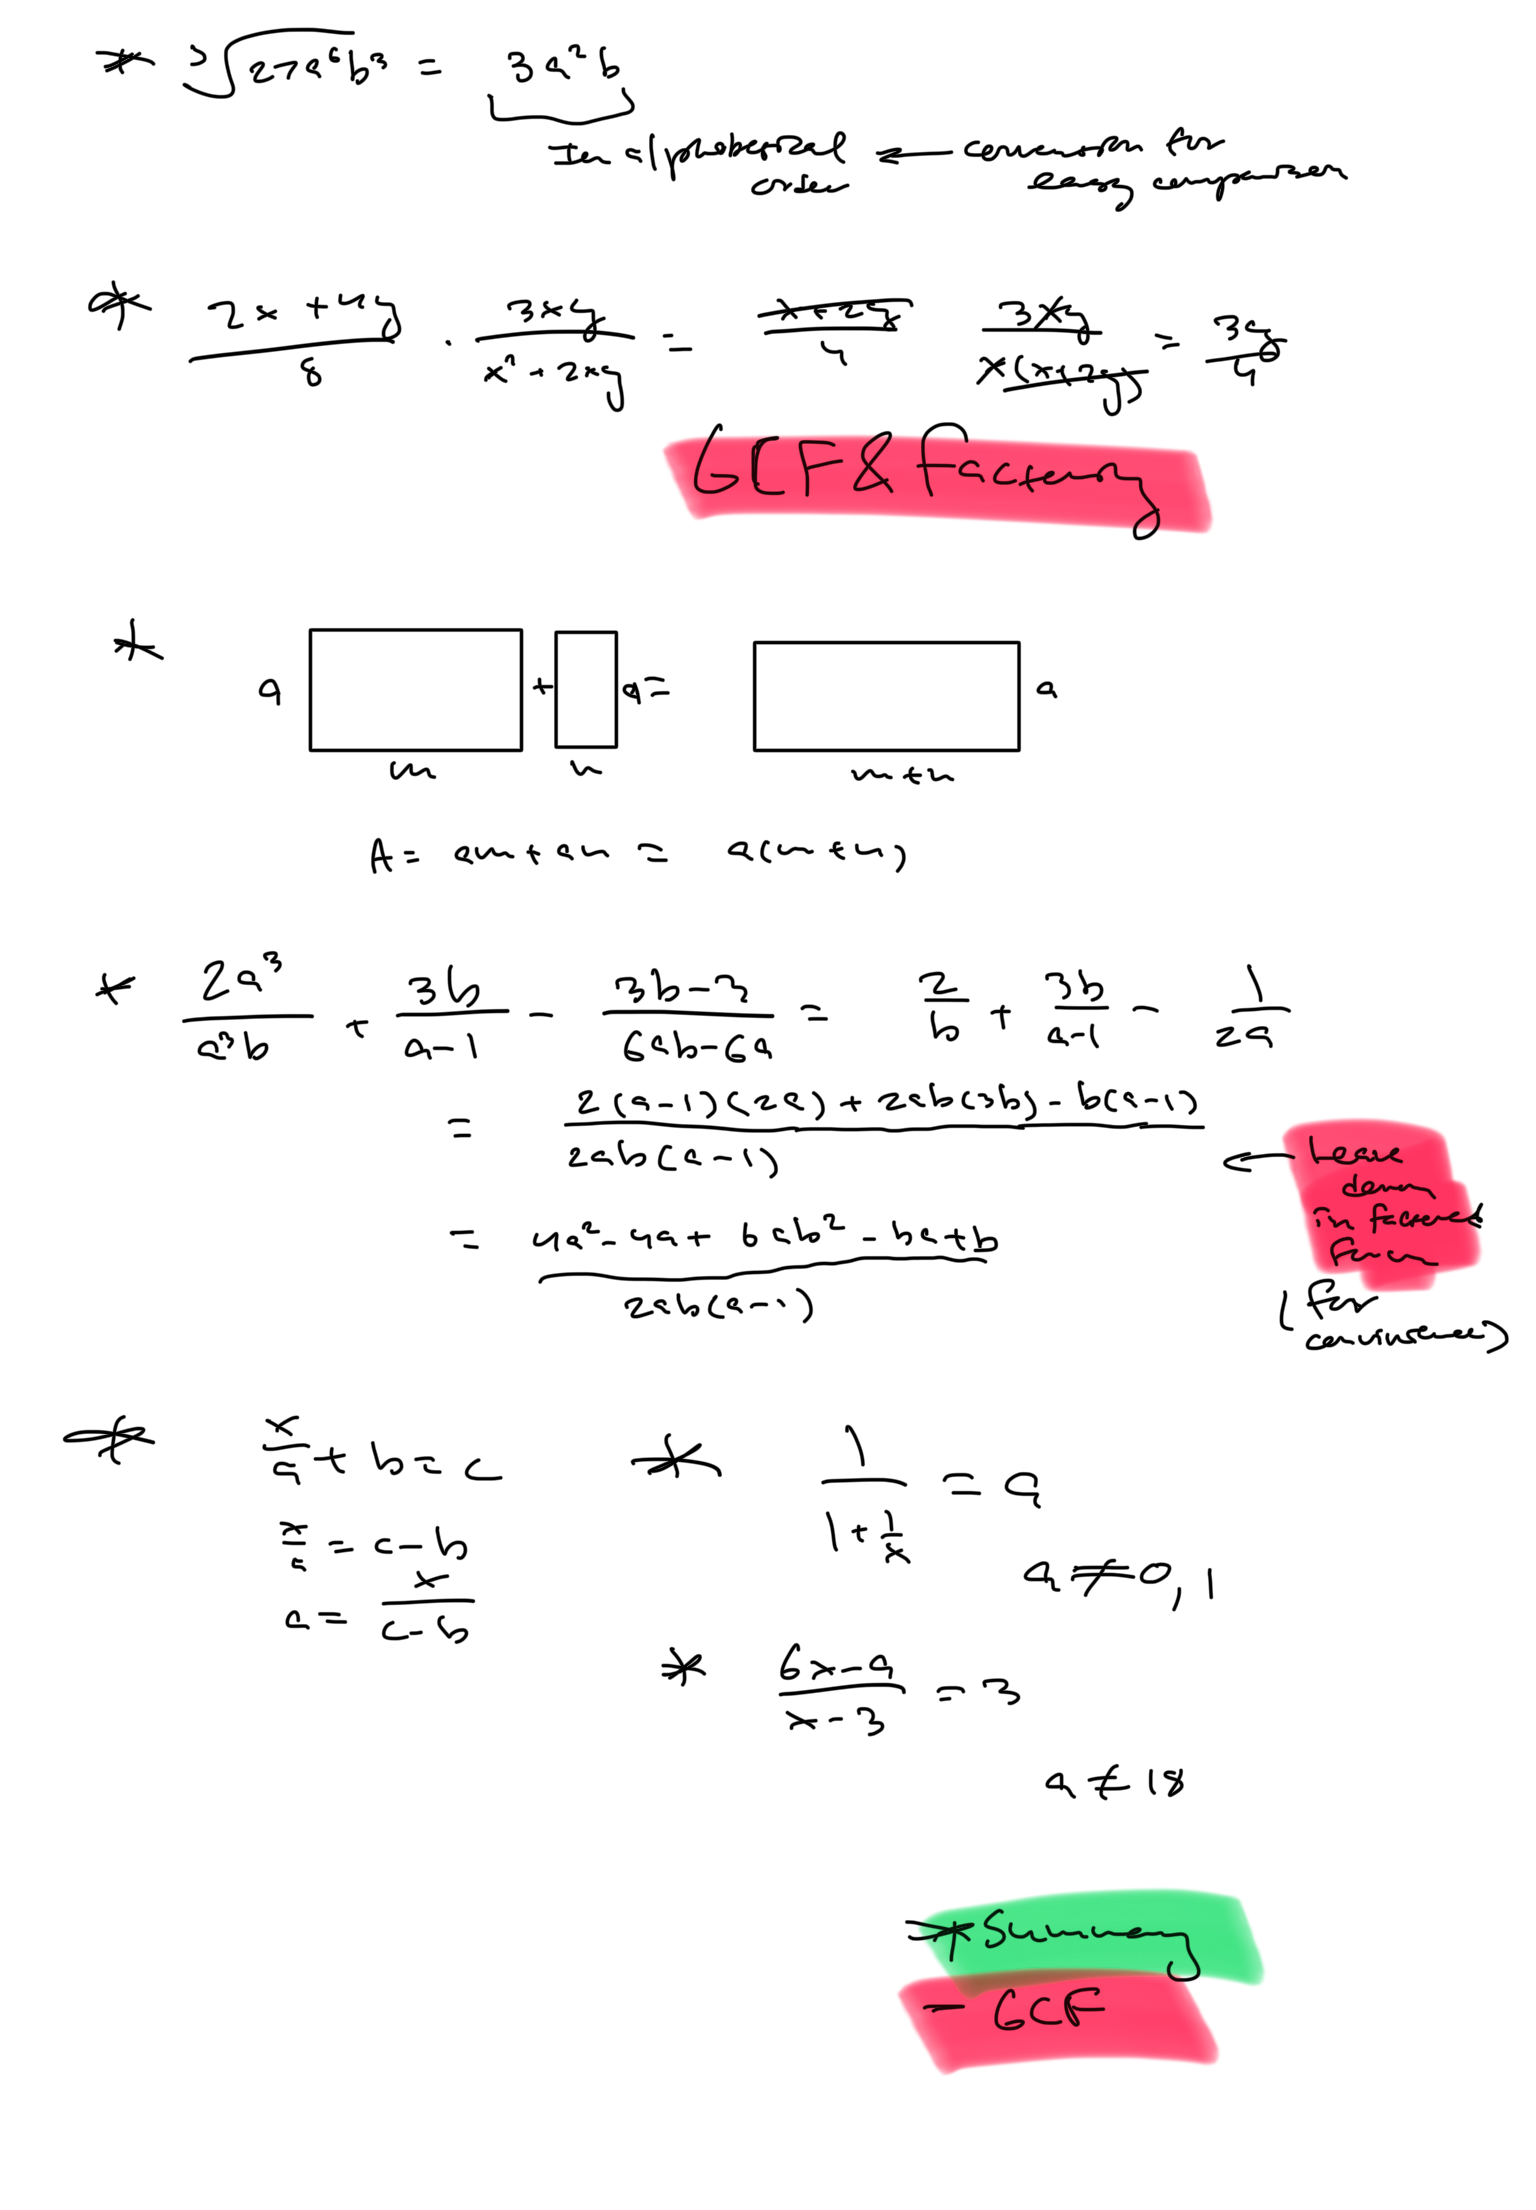 * ∛(27a⁶b³) = 3a²b
In alphabetical ← convention for
order easy comparison
* (2x + 4y)/8 · 3xy/(x² + 2xy) = (x + 2y)/4 3xy/(x(x+2y)) = 3y/4
GCF & Factoring
*
a + a = a
m n m+n
A = am + an = a(m+n)
* 2a³/(a³b) + 3b/(a-1) - (3b-3)/(6ab-6a) = 2/b + 3b/(a-1) - 1/(2a)
= (2(a-1)(2a) + 2ab(3b) - b(a-1))/(2ab(a-1))
← Leave
denom
in factored
form
(for
= (4a² - 4a + 6ab² - ba + b)/(2ab(a-1))
* x/a + b = c
x/a = c - b
a = x/(c-b)
* 1/(1 + 1/x) = a
a ≠ 0, 1
* (6x-a)/(x-3) = 3
a ≠ 18
* Summary
- GCF